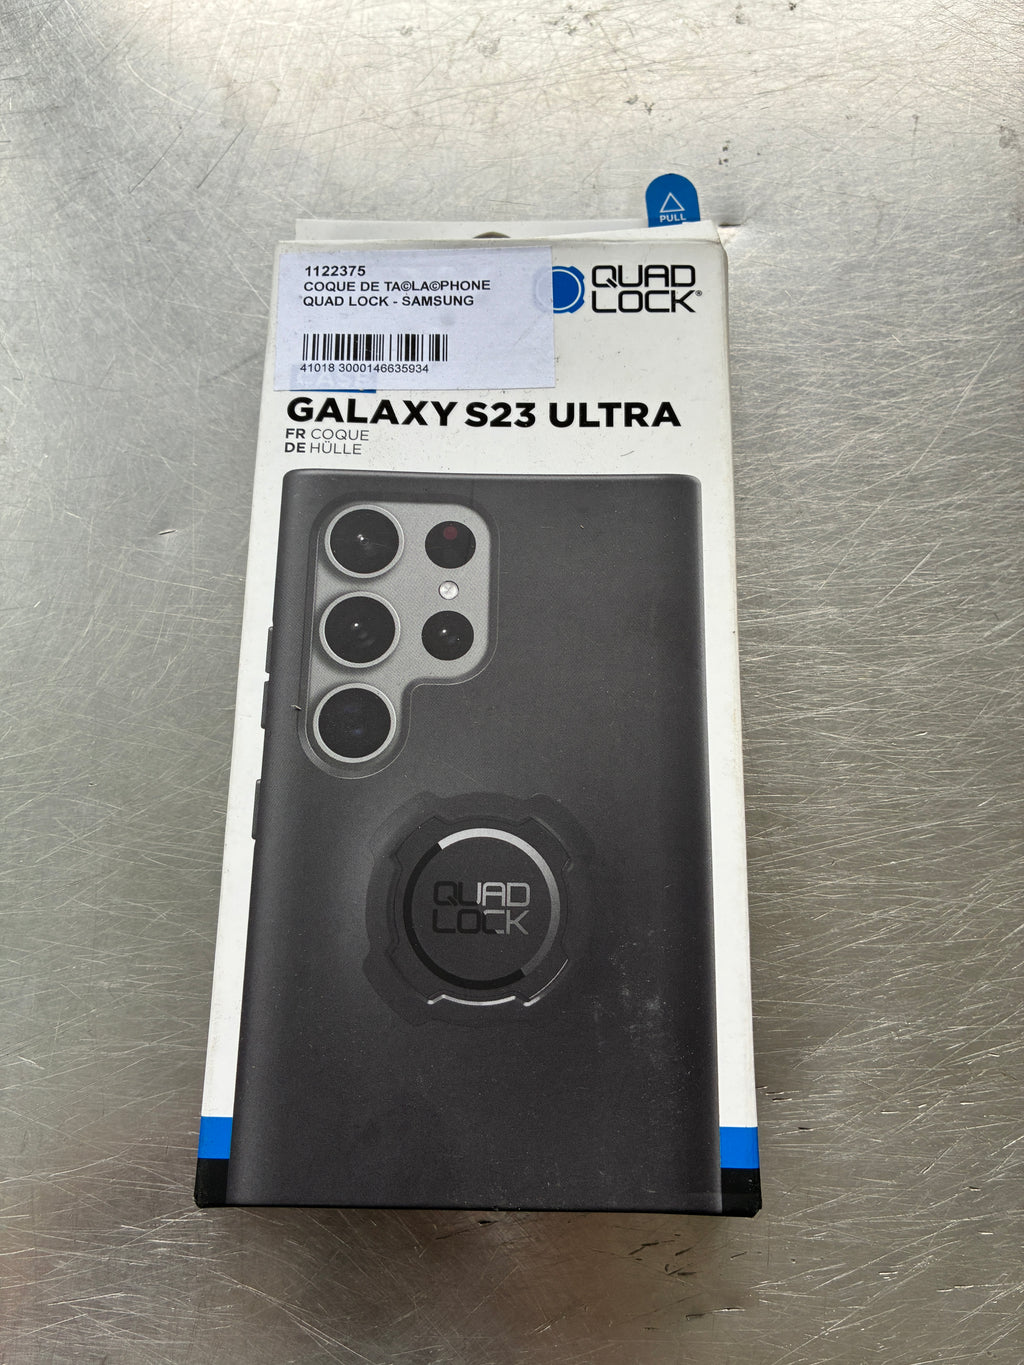 PULL
1122375
COQUE DE TA©LA©PHONE
QUAD LOCK - SAMSUNG
41018 3000146635934
QUAD
LOCK®
GALAXY S23 ULTRA
FR COQUE
DE HÜLLE
QUAD
LOCK